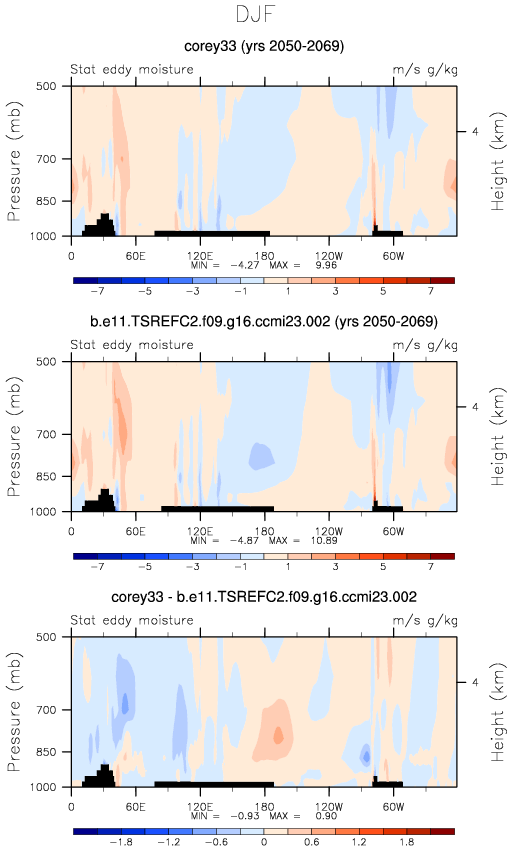 DJF
corey33 (yrs 2050-2069)
Stat eddy moisture m/s g/kg
500
700
850
1000
Pressure (mb)
4
Height (km)
0 60E 120E 180 120W 60W
MIN = -4.27 MAX = 9.96
-7 -5 -3 -1 1 3 5 7
b.e11.TSREFC2.f09.g16.ccmi23.002 (yrs 2050-2069)
Stat eddy moisture m/s g/kg
500
700
850
1000
Pressure (mb)
4
Height (km)
0 60E 120E 180 120W 60W
MIN = -4.87 MAX = 10.89
-7 -5 -3 -1 1 3 5 7
corey33 - b.e11.TSREFC2.f09.g16.ccmi23.002
Stat eddy moisture m/s g/kg
500
700
850
1000
Pressure (mb)
4
Height (km)
0 60E 120E 180 120W 60W
MIN = -0.93 MAX = 0.90
-1.8 -1.2 -0.6 0 0.6 1.2 1.8